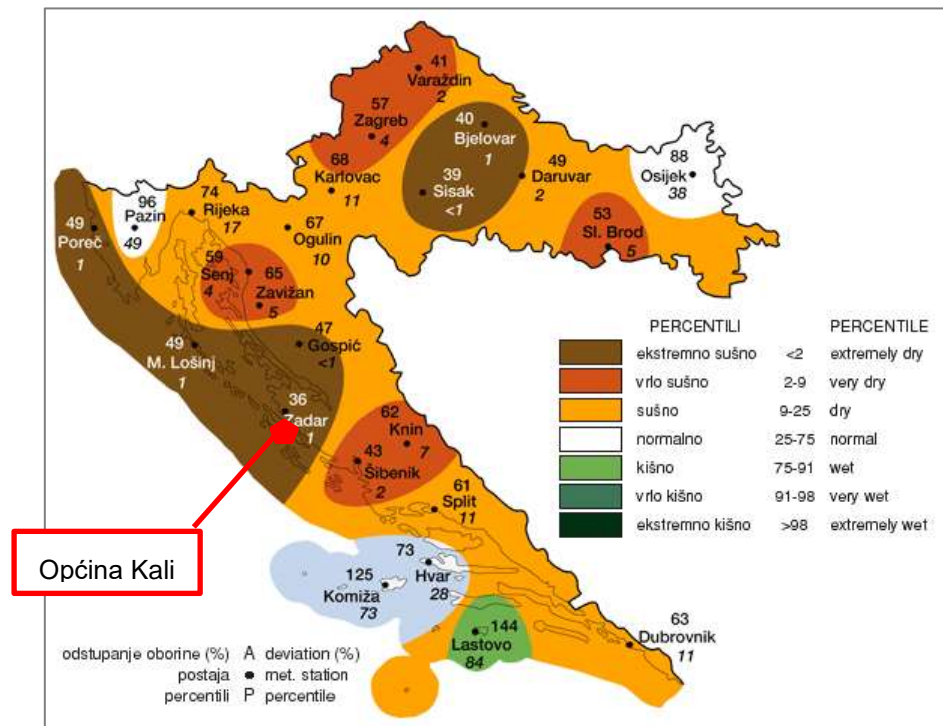 41
Varaždin
2
57
Zagreb
4
40
Bjelovar
1
68
Karlovac
11
39
Sisak
<1
49
Daruvar
2
88
Osijek
38
96
Pazin
49
74
Rijeka
17
49
Poreč
1
67
Ogulin
10
53
Sl. Brod
5
59
Senj
4
65
Zavižan
5
47
Gospić
<1
49
M. Lošinj
1
36
Zadar
1
62
Knin
7
43
Šibenik
2
61
Split
11
73
Hvar
28
125
Komiža
73
144
Lastovo
84
63
Dubrovnik
11
Općina Kali
PERCENTILI PERCENTILE
ekstremno sušno <2 extremely dry
vrlo sušno 2-9 very dry
sušno 9-25 dry
normalno 25-75 normal
kišno 75-91 wet
vrlo kišno 91-98 very wet
ekstremno kišno >98 extremely wet
odstupanje oborine (%) A deviation (%)
postaja met. station
percentili P percentile